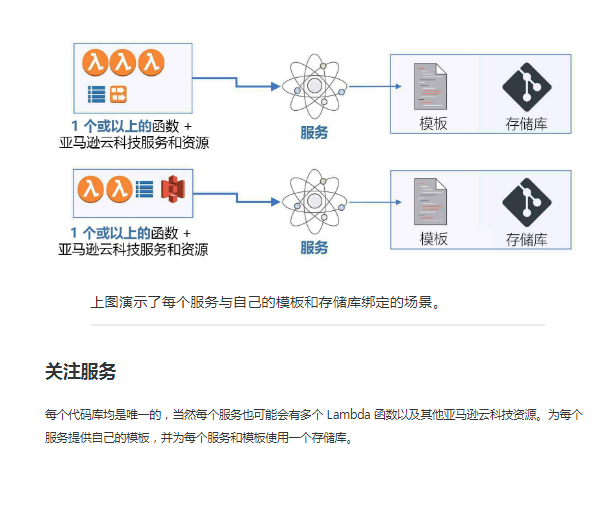 1 个或以上的函数 +
亚马逊云科技服务和资源
服务
模板
存储库
1 个或以上的函数 +
亚马逊云科技服务和资源
服务
模板
存储库
上图演示了每个服务与自己的模板和存储库绑定的场景。
关注服务
每个代码库均是唯一的，当然每个服务也可能会有多个 Lambda 函数以及其他亚马逊云科技资源。为每个
服务提供自己的模板，并为每个服务和模板使用一个存储库。